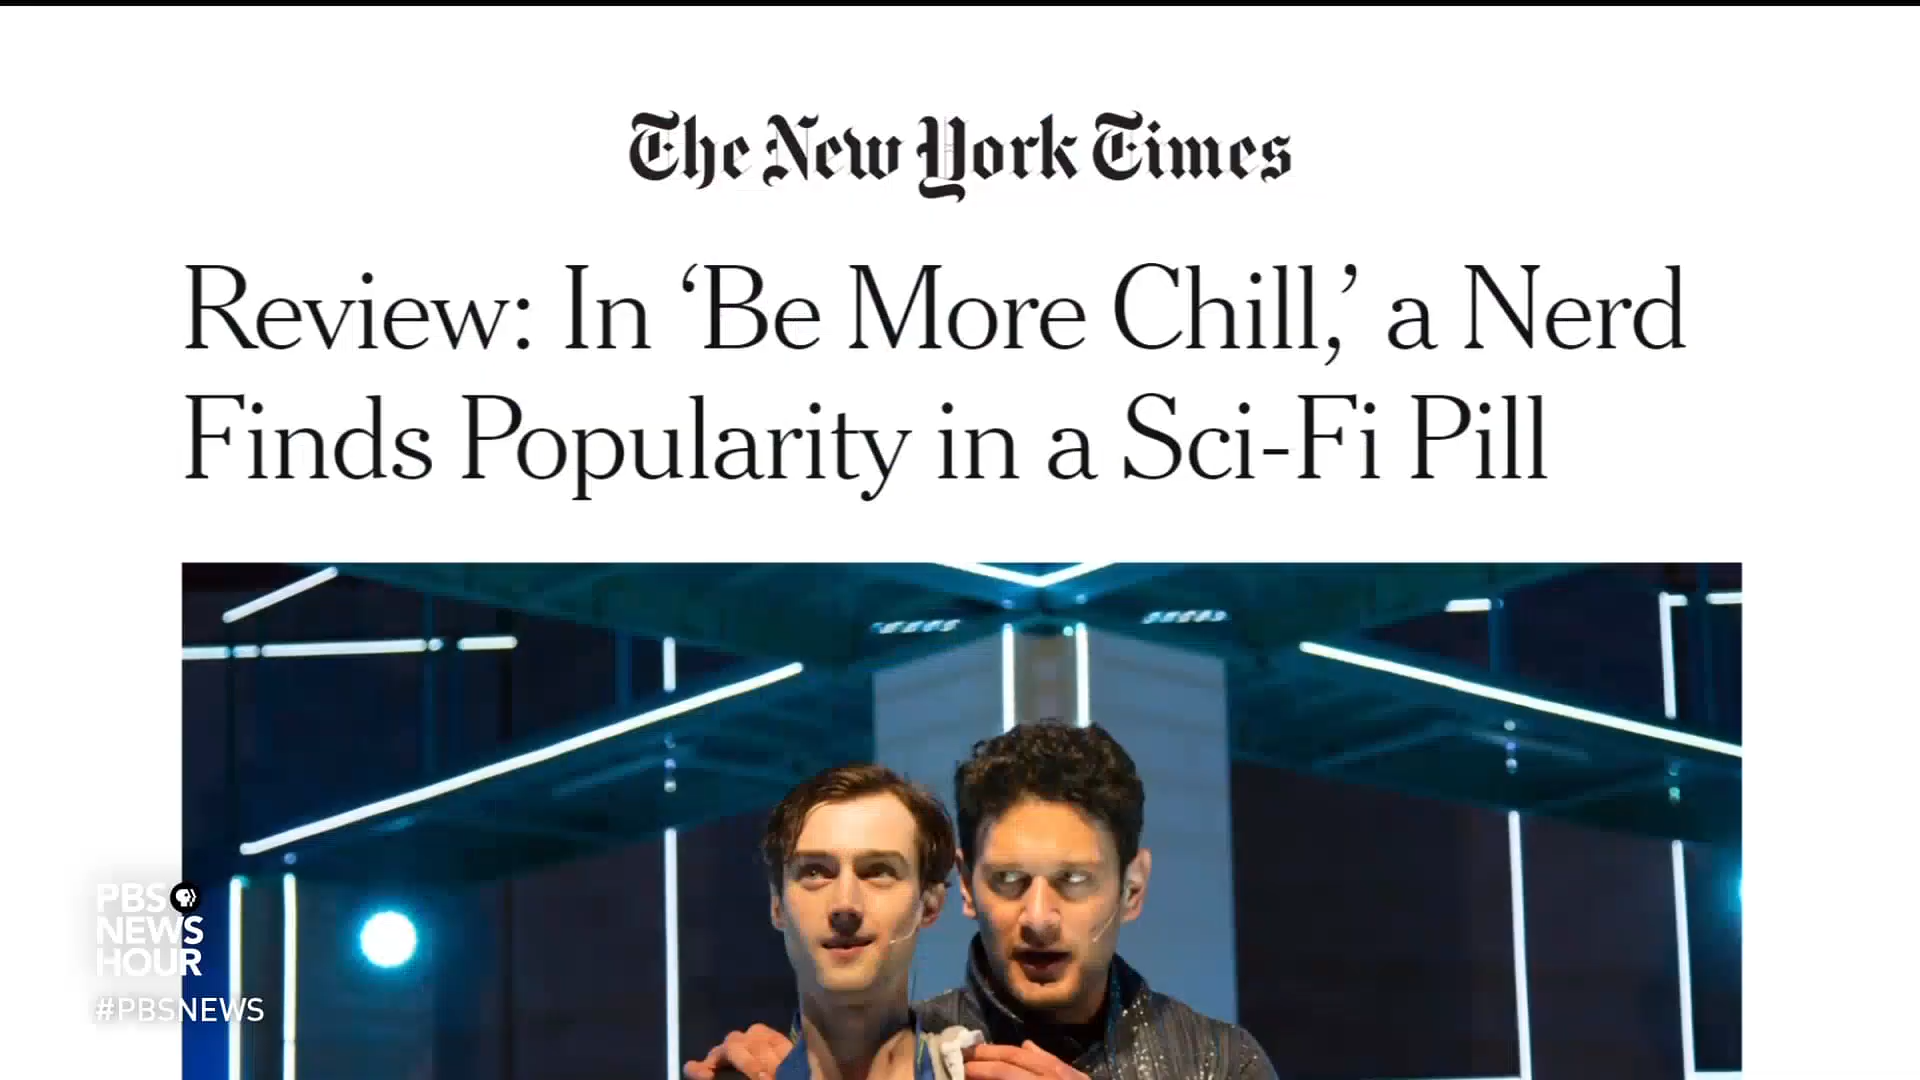 The New York Times
Review: In ‘Be More Chill,’ a Nerd
Finds Popularity in a Sci-Fi Pill
PBS
NEWS
HOUR
#PBSNEWS